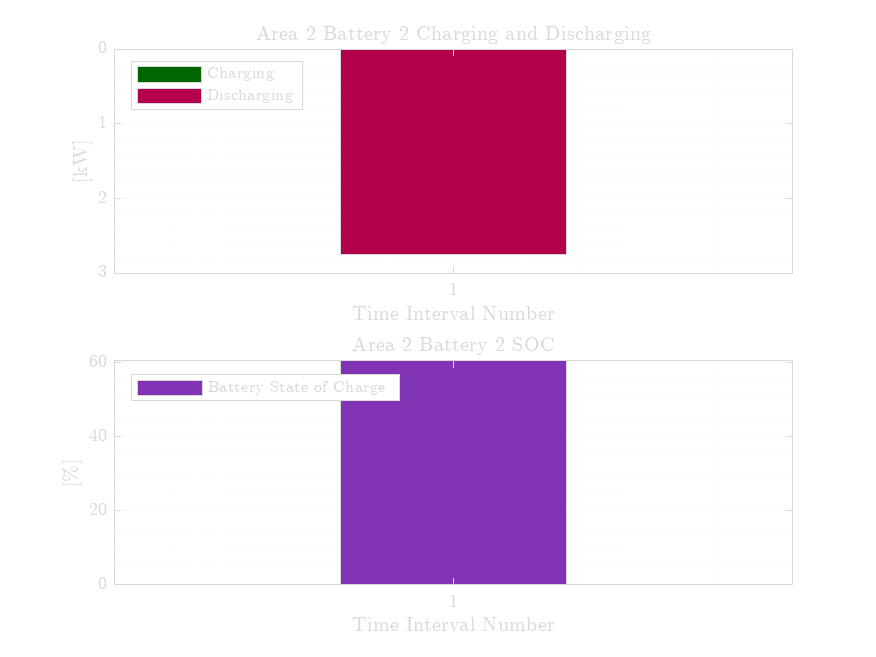 Area 2 Battery 2 Charging and Discharging
0
1
2
3
[kW]
Charging
Discharging
1
Time Interval Number
Area 2 Battery 2 SOC
60
40
20
0
[%]
Battery State of Charge
1
Time Interval Number